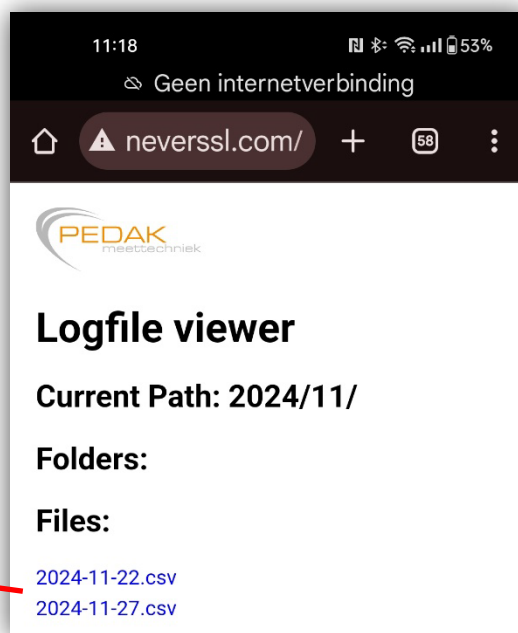 11:18 53%
Geen internetverbinding
neverssl.com/ 58
PEDAK
meettechniek
Logfile viewer
Current Path: 2024/11/
Folders:
Files:
2024-11-22.csv
2024-11-27.csv